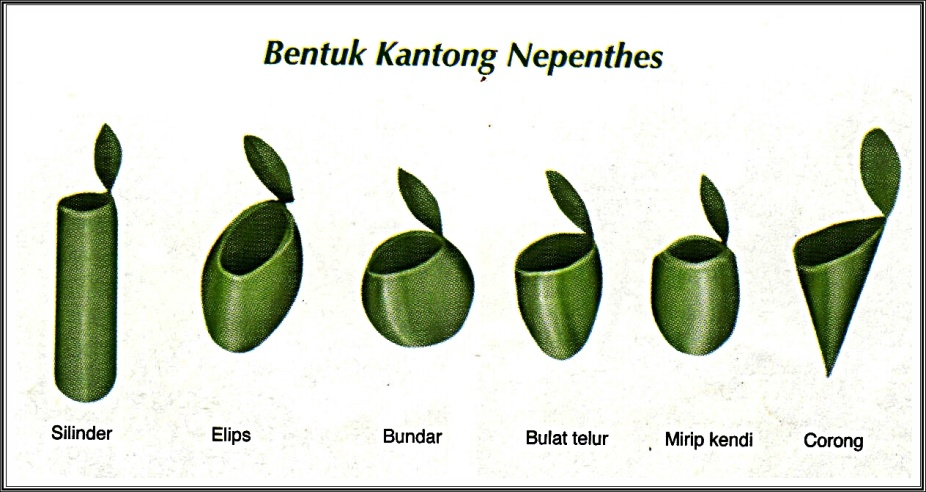 Bentuk Kantong Nepenthes
Silinder
Elips
Bundar
Bulat telur
Mirip kendi
Corong